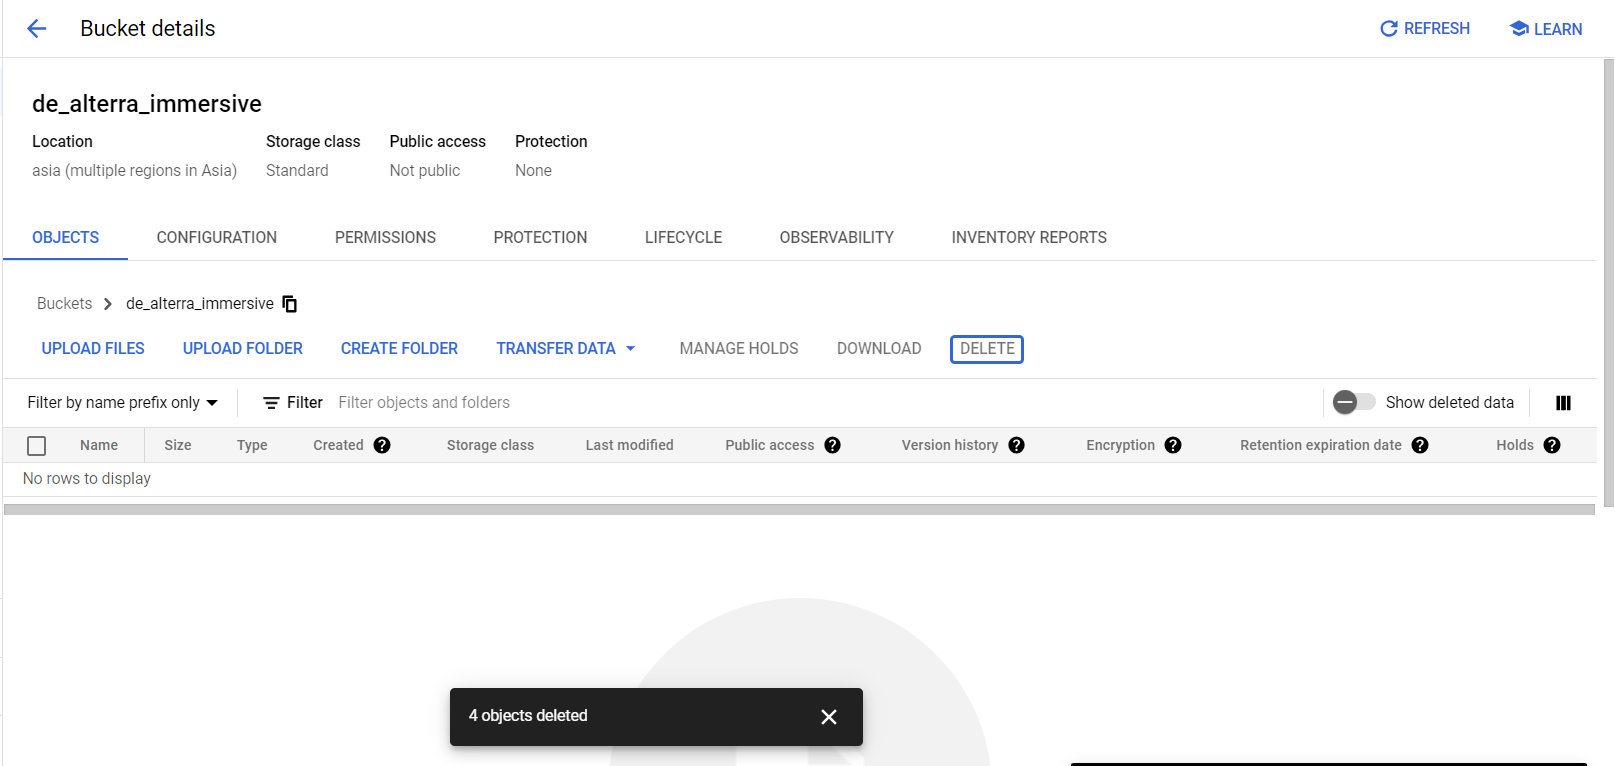 Bucket details
REFRESH
LEARN
de_alterra_immersive
Location Storage class Public access Protection
asia (multiple regions in Asia) Standard Not public None
OBJECTS CONFIGURATION PERMISSIONS PROTECTION LIFECYCLE OBSERVABILITY INVENTORY REPORTS
Buckets de_alterra_immersive
UPLOAD FILES UPLOAD FOLDER CREATE FOLDER TRANSFER DATA MANAGE HOLDS DOWNLOAD DELETE
Filter by name prefix only Filter Filter objects and folders Show deleted data
Name Size Type Created Storage class Last modified Public access Version history Encryption Retention expiration date Holds
No rows to display
4 objects deleted